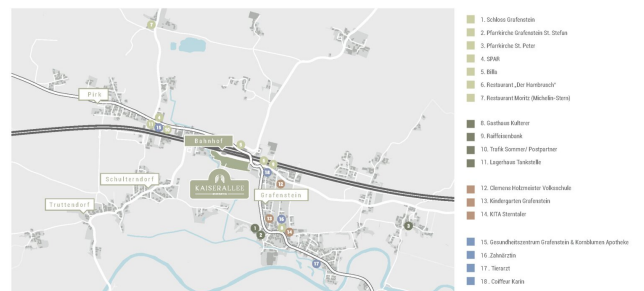 Pirk
Bahnhof
KAISERALLEE
Schaltersdorf
Grafenstein
Truttendorf
1. Schloss Grafenstein
2. Pfarrkirche Grafenstein St. Stefan
3. Pfarrkirche St. Peter
4. SPAR
5. Billa
6. Restaurant „Der Hambrusch“
7. Restaurant Moritz (Michelin-Stern)
8. Gasthaus Kulterer
9. Raiffeisenbank
10. Trafik Sommer/ Postpartner
11. Lagerhaus Tankstelle
12. Clemens Holzmeister Volksschule
13. Kindergarten Grafenstein
14. KITA Sterntaler
15. Gesundheitszentrum Grafenstein & Kornblumen Apotheke
16. Zahnärztin
17. Tierarzt
18. Coiffeur Karin